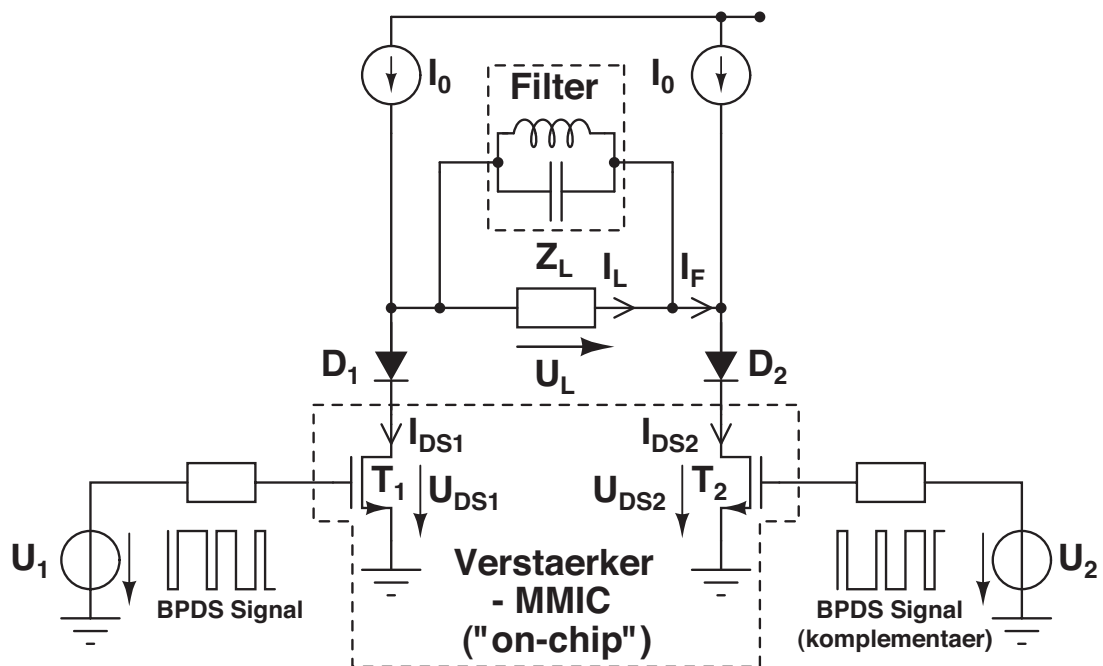 I0
I0
Filter
ZL
IL
IF
D1
UL
D2
IDS1
IDS2
T1
UDS1
UDS2
T2
U1
BPDS Signal
Verstaerker
- MMIC
("on-chip")
BPDS Signal
(komplementaer)
U2